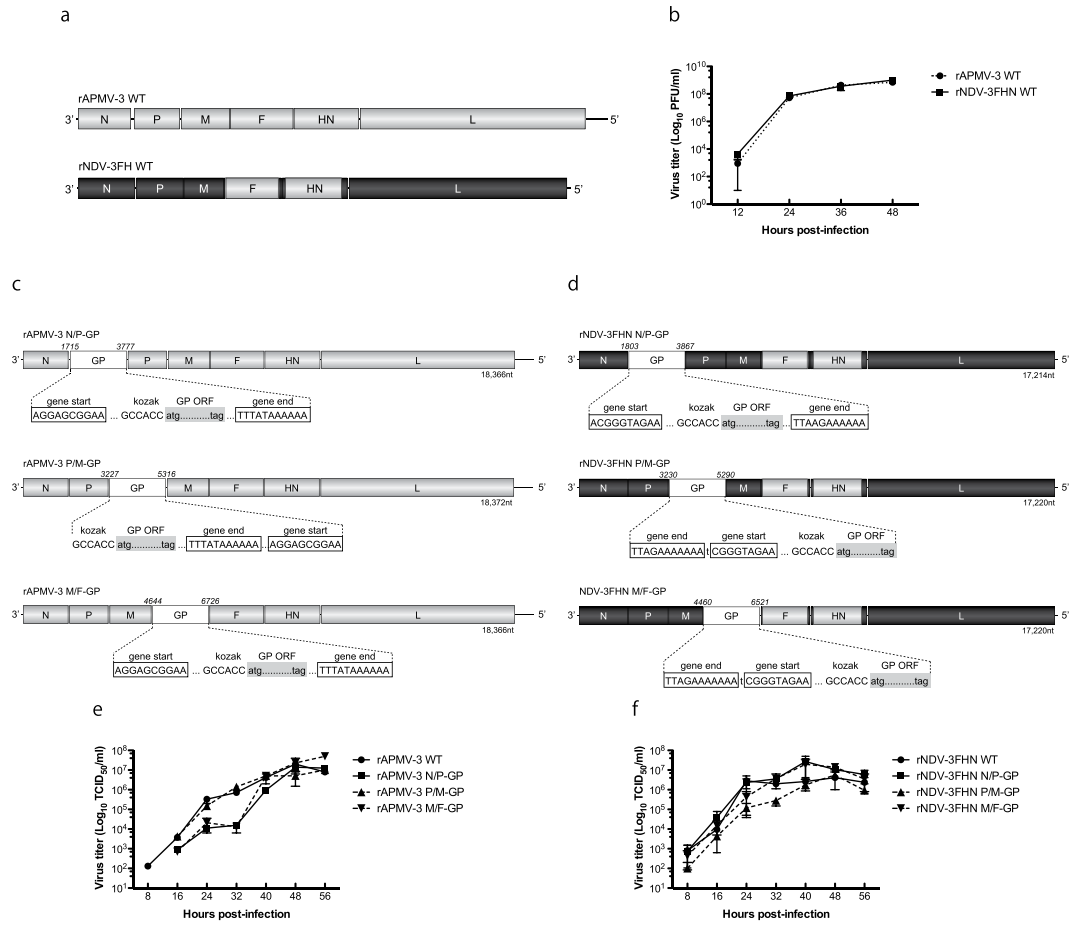 a
rAPMV-3 WT
3' N P M F HN L 5'
rNDV-3FH WT
3' N P M F HN L 5'
b
Virus titer (Log10 PFU/ml)
10^10
10^8
10^6
10^4
10^2
10^0
12 24 36 48
Hours post-infection
rAPMV-3 WT
rNDV-3FHN WT
c
rAPMV-3 N/P-GP
1715 3777
3' N GP P M F HN L 5'
18,366nt
gene start kozak GP ORF gene end
AGGAGCGGAA ... GCCACC atg...........tag ... TTTATAAAAAA
rAPMV-3 P/M-GP
3227 5316
3' N P GP M F HN L 5'
18,372nt
kozak GP ORF gene end gene start
GCCACC atg...........tag ... TTTATAAAAAA ... AGGAGCGGAA
rAPMV-3 M/F-GP
4644 6726
3' N P M GP F HN L 5'
18,366nt
gene start kozak GP ORF gene end
AGGAGCGGAA ... GCCACC atg...........tag ... TTTATAAAAAA
d
rNDV-3FHN N/P-GP
1803 3867
3' N GP P M F HN L 5'
17,214nt
gene start kozak GP ORF gene end
ACGGGTAGAA ... GCCACC atg...........tag ... TTAAGAAAAAA
rNDV-3FHN P/M-GP
3230 5290
3' N P GP M F HN L 5'
17,220nt
gene end gene start kozak GP ORF
TTAGAAAAAAA t CGGGTAGAA ... GCCACC atg...........tag
NDV-3FHN M/F-GP
4460 6521
3' N P M GP F HN L 5'
17,220nt
gene end gene start kozak GP ORF
TTAGAAAAAAA t CGGGTAGAA ... GCCACC atg...........tag
e
Virus titer (Log10 TCID50/ml)
10^8
10^7
10^6
10^5
10^4
10^3
10^2
10^1
8 16 24 32 40 48 56
Hours post-infection
rAPMV-3 WT
rAPMV-3 N/P-GP
rAPMV-3 P/M-GP
rAPMV-3 M/F-GP
f
Virus titer (Log10 TCID50/ml)
10^8
10^7
10^6
10^5
10^4
10^3
10^2
10^1
8 16 24 32 40 48 56
Hours post-infection
rNDV-3FHN WT
rNDV-3FHN N/P-GP
rNDV-3FHN P/M-GP
rNDV-3FHN M/F-GP